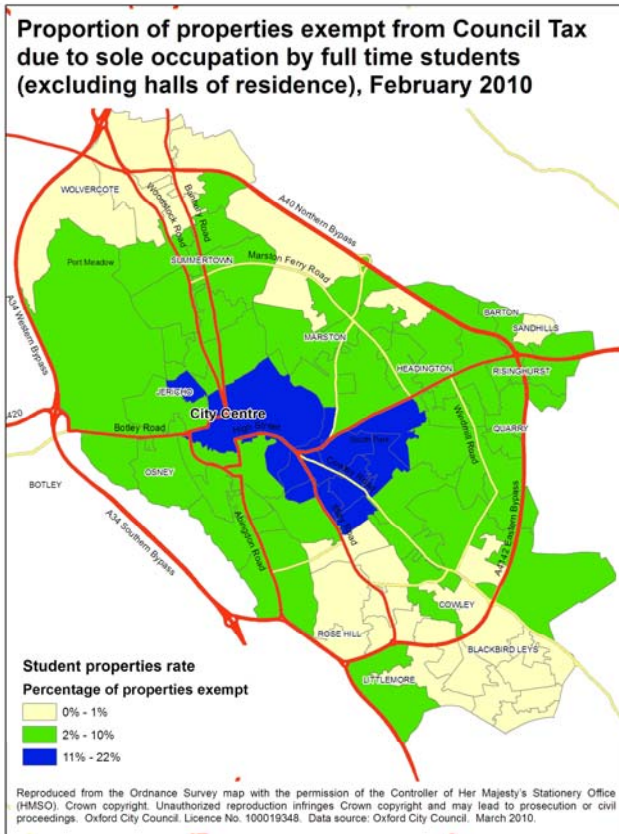 Proportion of properties exempt from Council Tax
due to sole occupation by full time students
(excluding halls of residence), February 2010
WOLVERCOTE
Woodstock Road
Banbury Road
A40 Northern Bypass
Port Meadow
SUMMERTOWN
Marston Ferry Road
A34 Western Bypass
BARTON
SANDHILLS
MARSTON
HEADINGTON
RISINGHURST
JERICHO
City Centre
420
Botley Road
High Street
South Park
Windmill Road
QUARRY
Cowley Road
OSNEY
BOTLEY
Iffley Road
Abingdon Road
A34 Southern Bypass
A4142 Eastern Bypass
COWLEY
ROSE HILL
BLACKBIRD LEYS
LITTLEMORE
Student properties rate
Percentage of properties exempt
0% - 1%
2% - 10%
11% - 22%
Reproduced from the Ordnance Survey map with the permission of the Controller of Her Majesty's Stationery Office
(HMSO). Crown copyright. Unauthorized reproduction infringes Crown copyright and may lead to prosecution or civil
proceedings. Oxford City Council. Licence No. 100019348. Data source: Oxford City Council. March 2010.